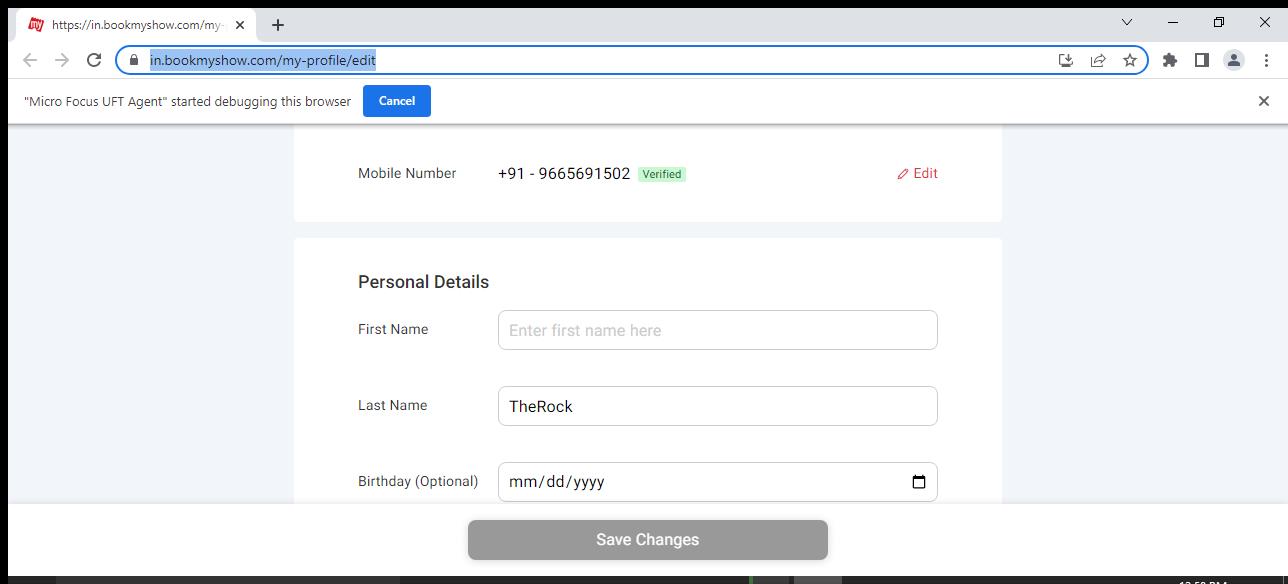 my https://in.bookmyshow.com/my-
in.bookmyshow.com/my-profile/edit
"Micro Focus UFT Agent" started debugging this browser Cancel
Mobile Number +91 - 9665691502 Verified Edit
Personal Details
First Name Enter first name here
Last Name TheRock
Birthday (Optional) mm/dd/yyyy
Save Changes